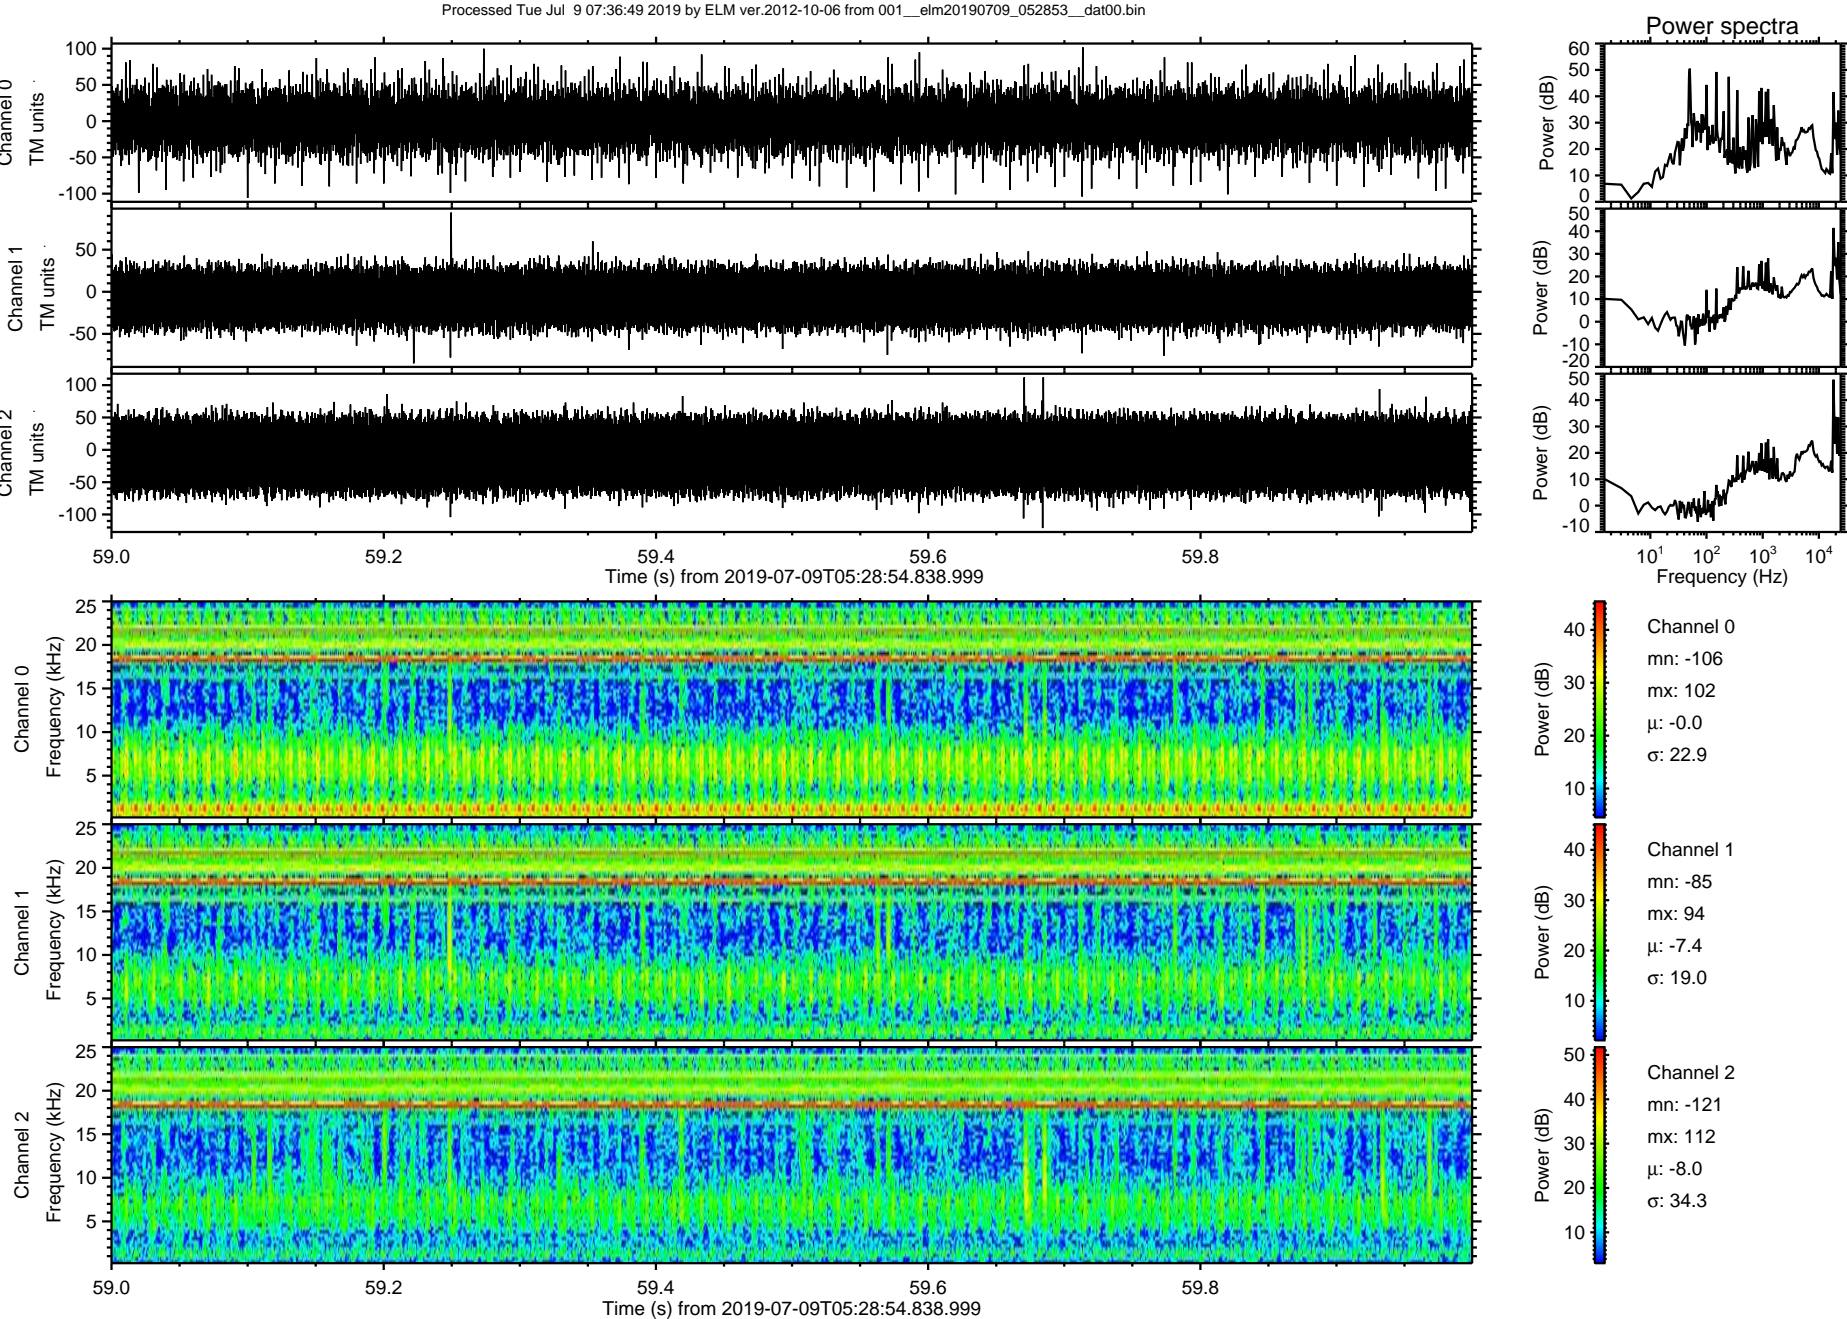 Processed Tue Jul  9 07:36:49 2019 by ELM ver.2012-10-06 from 001__elm20190709_052853__dat00.bin
Power spectra
Channel 0
TM units
100
50
0
-50
-100
Power (dB)
60
50
40
30
20
10
0
Channel 1
TM units
50
0
-50
Power (dB)
50
40
30
20
10
0
-10
-20
Channel 2
TM units
100
50
0
-50
-100
Power (dB)
50
40
30
20
10
0
-10
59.0 59.2 59.4 59.6 59.8
Time (s) from 2019-07-09T05:28:54.838.999
10¹ 10² 10³ 10⁴
Frequency (Hz)
Channel 0
Frequency (kHz)
25
20
15
10
5
Power (dB)
40
30
20
10
Channel 0
mn: -106
mx: 102
μ: -0.0
σ: 22.9
Channel 1
Frequency (kHz)
25
20
15
10
5
Power (dB)
40
30
20
10
Channel 1
mn: -85
mx: 94
μ: -7.4
σ: 19.0
Channel 2
Frequency (kHz)
25
20
15
10
5
Power (dB)
50
40
30
20
10
Channel 2
mn: -121
mx: 112
μ: -8.0
σ: 34.3
59.0 59.2 59.4 59.6 59.8
Time (s) from 2019-07-09T05:28:54.838.999